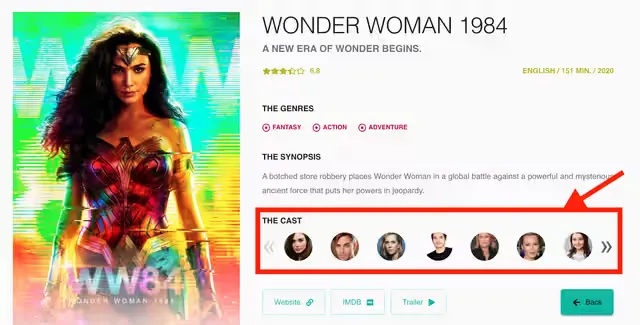 WONDER WOMAN 1984
A NEW ERA OF WONDER BEGINS.
6.8
ENGLISH / 151 MIN. / 2020
THE GENRES
FANTASY ACTION ADVENTURE
THE SYNOPSIS
A botched store robbery places Wonder Woman in a global battle against a powerful and mysterious
ancient force that puts her powers in jeopardy.
THE CAST
« »
WW84
WONDER WOMAN 1984
Website IMDB Trailer Back